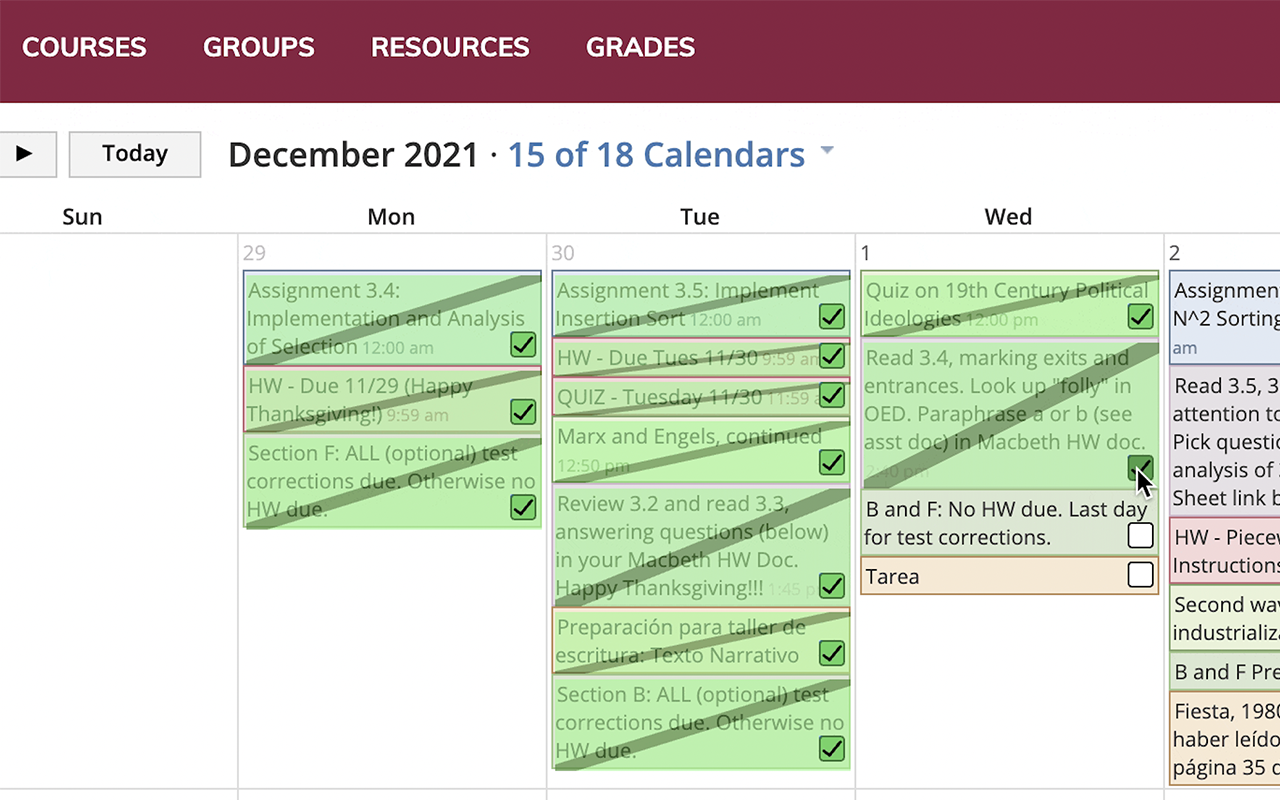 COURSES GROUPS RESOURCES GRADES
Today
December 2021 · 15 of 18 Calendars
Sun Mon Tue Wed
29
Assignment 3.4:
Implementation and Analysis
of Selection 12:00 am
HW - Due 11/29 (Happy
Thanksgiving!) 9:59 am
Section F: ALL (optional) test
corrections due. Otherwise no
HW due.
30
Assignment 3.5: Implement
Insertion Sort 12:00 am
HW - Due Tues 11/30 9:59 am
QUIZ - Tuesday 11/30 11:59 a
Marx and Engels, continued
12:50 pm
Review 3.2 and read 3.3,
answering questions (below)
in your Macbeth HW Doc.
Happy Thanksgiving!!! 1:45 p
Preparación para taller de
escritura: Texto Narrativo
Section B: ALL (optional) test
corrections due. Otherwise no
HW due.
1
Quiz on 19th Century Political
Ideologies 12:00 pm
Read 3.4, marking exits and
entrances. Look up "folly" in
OED. Paraphrase a or b (see
asst doc) in Macbeth HW doc.
2:40 pm
B and F: No HW due. Last day
for test corrections.
Tarea
2
Assignmen
N^2 Sorting
am
Read 3.5, 3
attention to
Pick questio
analysis of
Sheet link b
HW - Piecew
Instructions
Second wav
industrializa
B and F Pre
Fiesta, 1980
haber leído
página 35 d